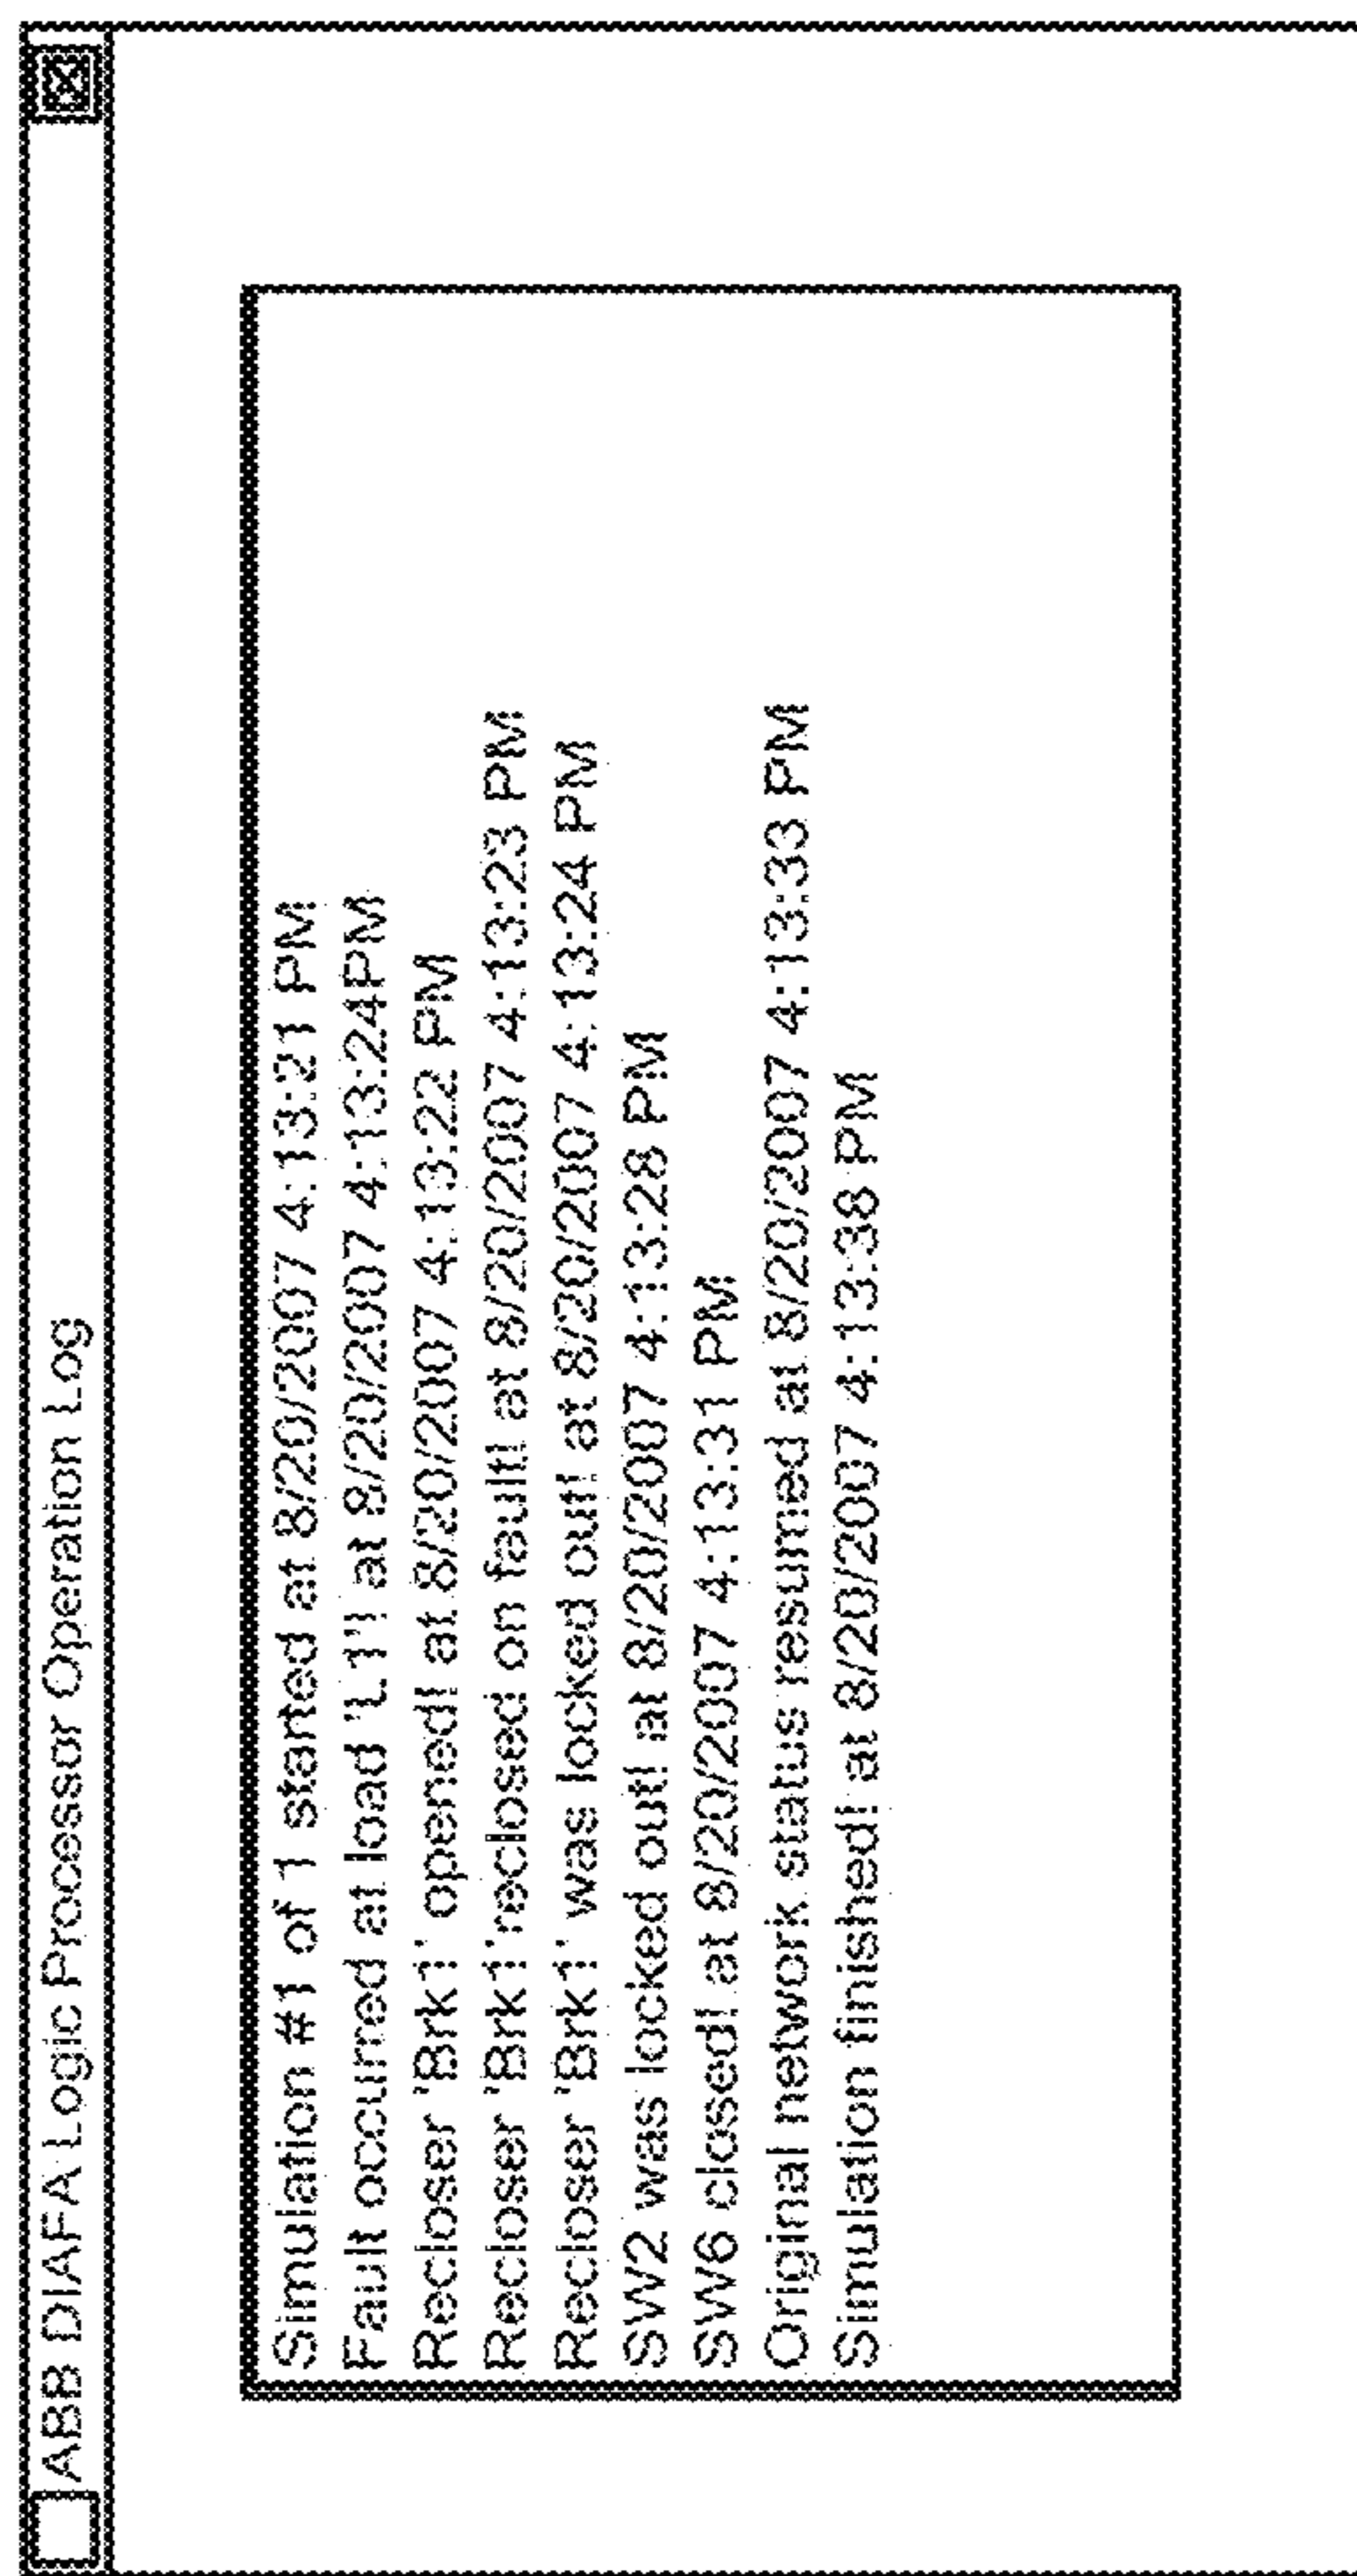 ABB DIAFA Logic Processor Operation Log
Simulation #1 of 1 started at 8/20/2007 4:13:21 PM
Fault occurred at load 'L1'! at 8/20/2007 4:13:24PM
Recloser 'Brk1' opened! at 8/20/2007 4:13:22 PM
Recloser 'Brk1' reclosed on fault! at 8/20/2007 4:13:23 PM
Recloser 'Brk1' was locked out! at 8/20/2007 4:13:24 PM
SW2 was locked out! at 8/20/2007 4:13:28 PM
SW6 closed! at 8/20/2007 4:13:31 PM
Original network status resumed at 8/20/2007 4:13:33 PM
Simulation finished! at 8/20/2007 4:13:38 PM